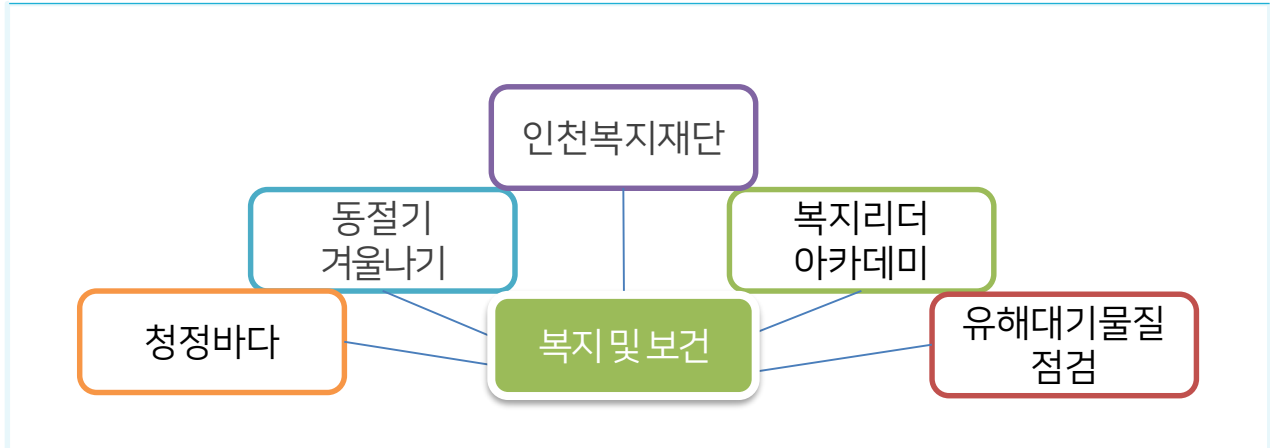 인천복지재단
동절기
겨울나기
복지리더
아카데미
청정바다
복지 및 보건
유해대기물질
점검